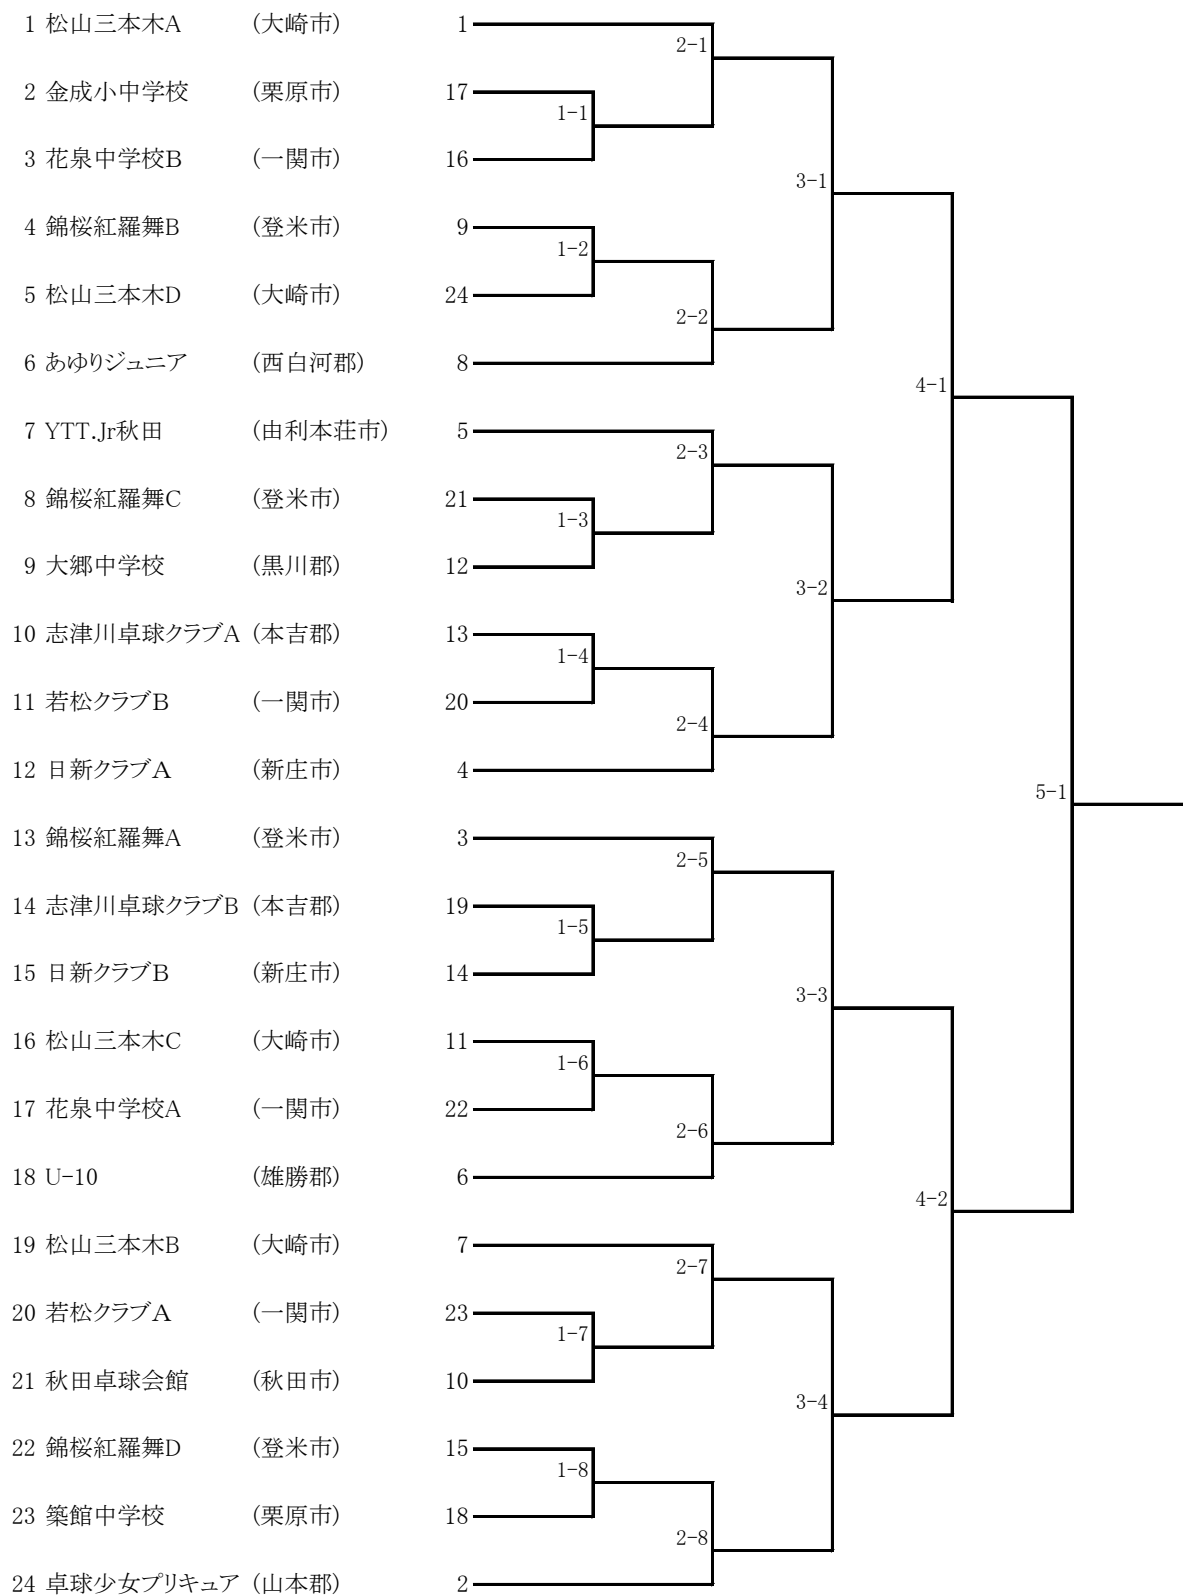 1 松山三本木A (大崎市) 1
2-1
2 金成小中学校 (栗原市) 17
1-1
3 花泉中学校B (一関市) 16
3-1
4 錦桜紅羅舞B (登米市) 9
1-2
5 松山三本木D (大崎市) 24
2-2
6 あゆりジュニア (西白河郡) 8
4-1
7 YTT.Jr秋田 (由利本荘市) 5
2-3
8 錦桜紅羅舞C (登米市) 21
1-3
9 大郷中学校 (黒川郡) 12
3-2
10 志津川卓球クラブA (本吉郡) 13
1-4
11 若松クラブB (一関市) 20
2-4
12 日新クラブA (新庄市) 4
5-1
13 錦桜紅羅舞A (登米市) 3
2-5
14 志津川卓球クラブB (本吉郡) 19
1-5
15 日新クラブB (新庄市) 14
3-3
16 松山三本木C (大崎市) 11
1-6
17 花泉中学校A (一関市) 22
2-6
18 U-10 (雄勝郡) 6
4-2
19 松山三本木B (大崎市) 7
2-7
20 若松クラブA (一関市) 23
1-7
21 秋田卓球会館 (秋田市) 10
3-4
22 錦桜紅羅舞D (登米市) 15
1-8
23 築館中学校 (栗原市) 18
2-8
24 卓球少女プリキュア (山本郡) 2